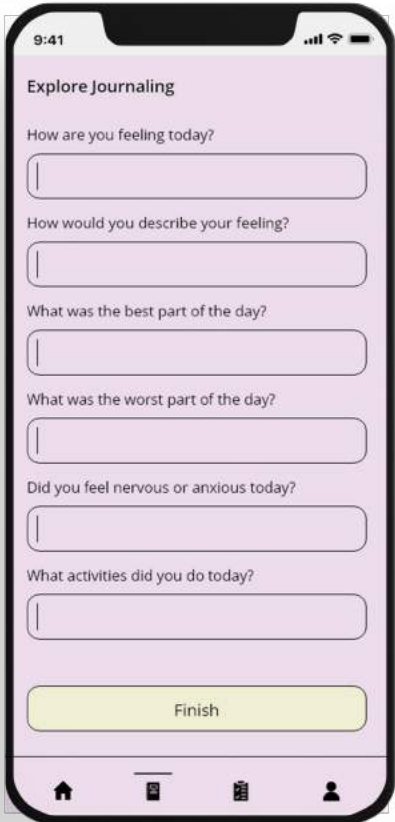 9:41
Explore Journaling
How are you feeling today?
How would you describe your feeling?
What was the best part of the day?
What was the worst part of the day?
Did you feel nervous or anxious today?
What activities did you do today?
Finish